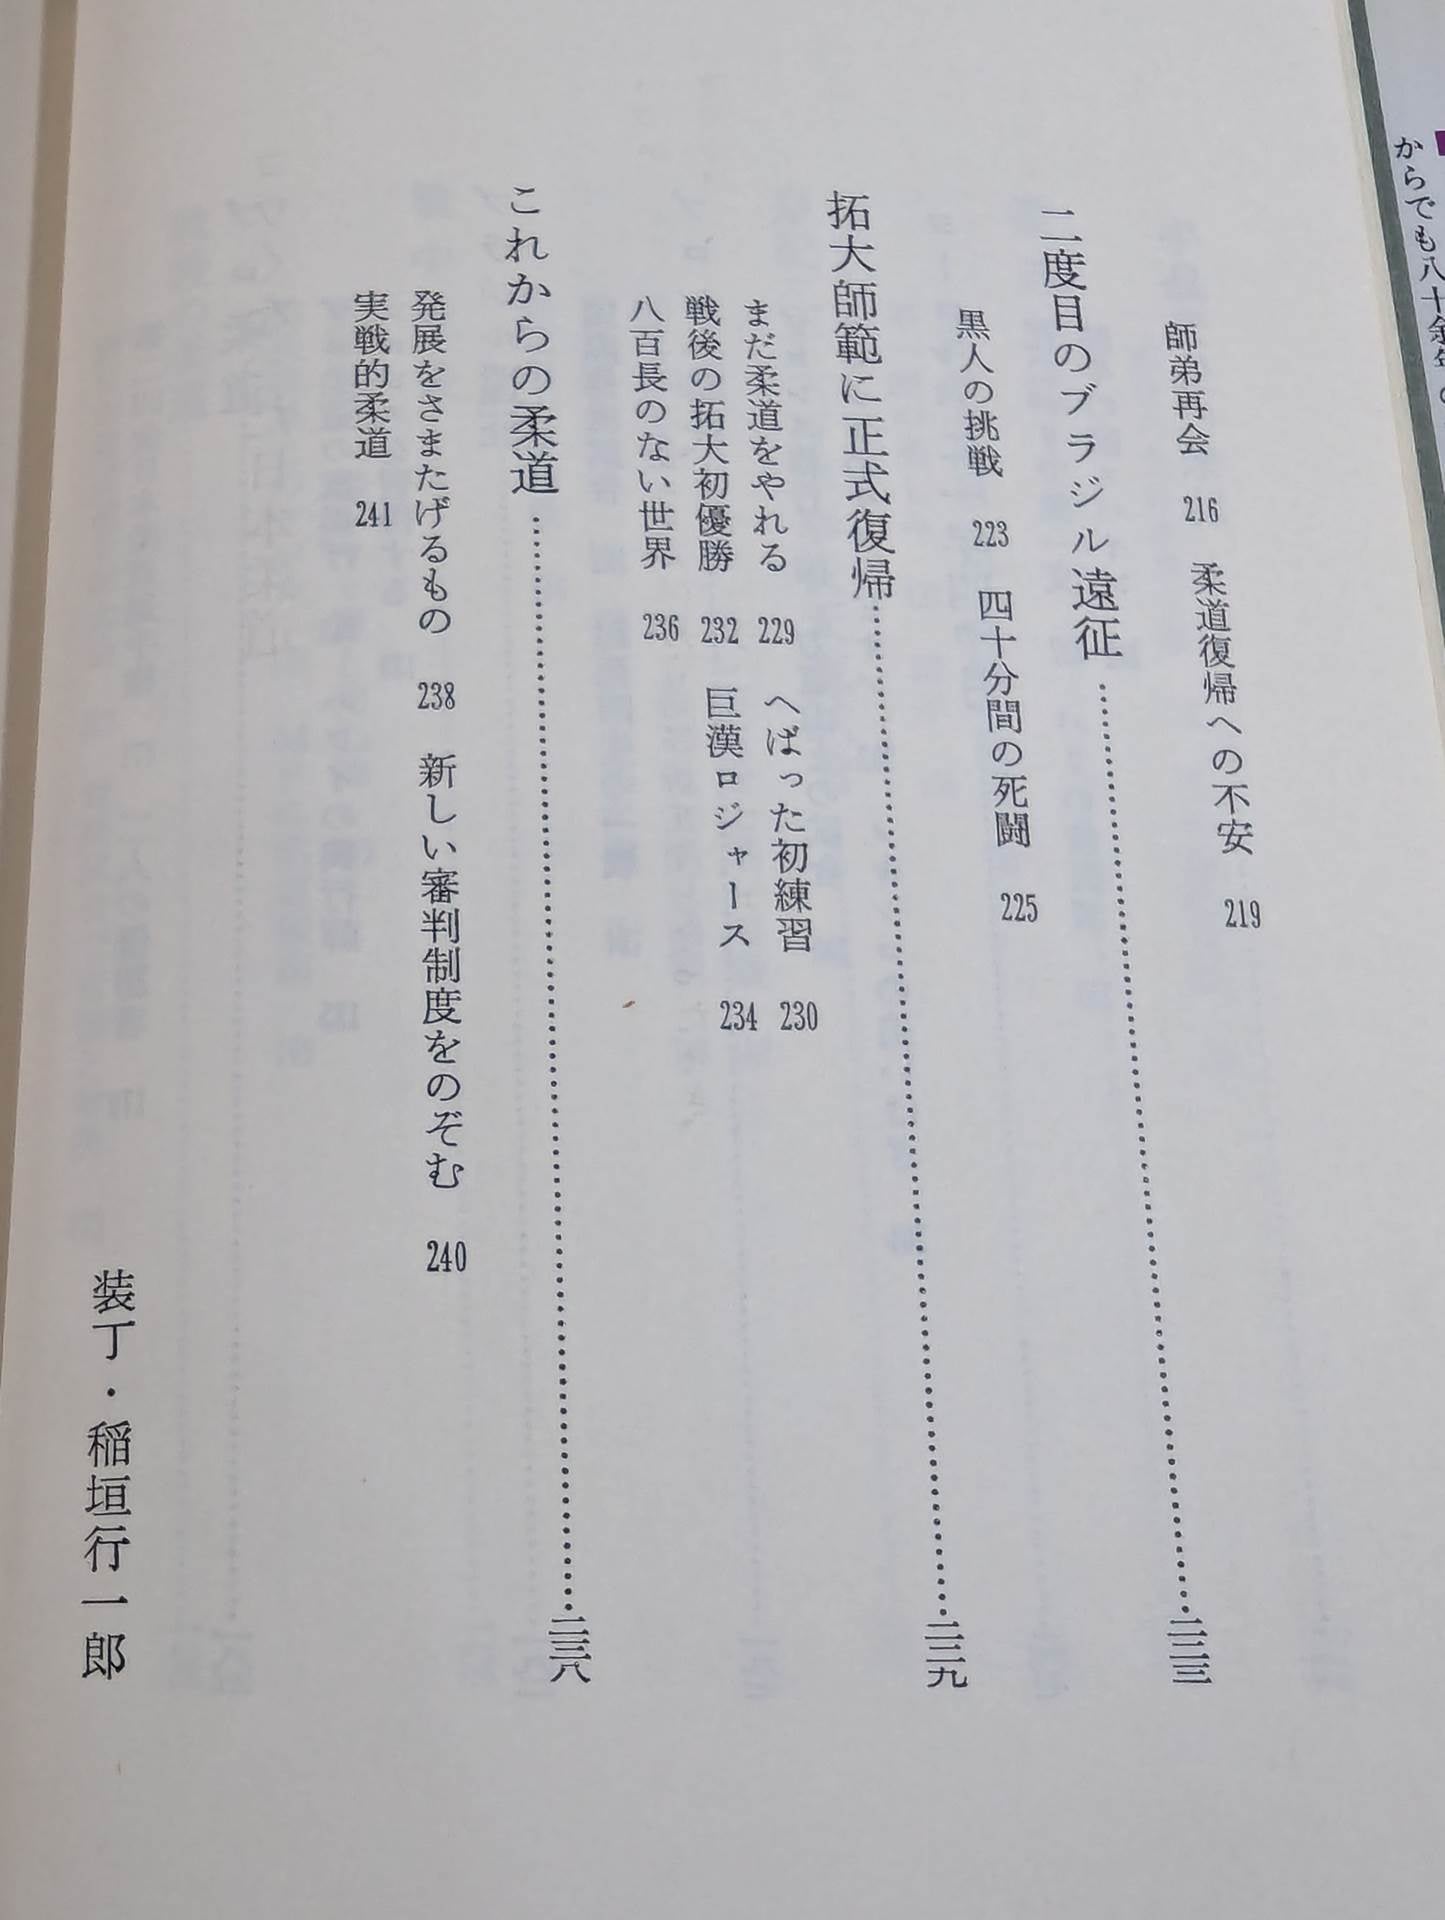 師弟再会 216 柔道復帰への不安 219
二度目のブラジル遠征……二二三
黒人の挑戦 223 四十分間の死闘 225
拓大師範に正式復帰……二二九
まだ柔道をやれる 229 へばった初練習 230
戦後の拓大初優勝 232 巨漢ロジャース 234
八百長のない世界 236
これからの柔道……二三八
発展をさまたげるもの 238 新しい審判制度をのぞむ 240
実戦的柔道 241
装丁・稲垣行一郎
からでも八十余年